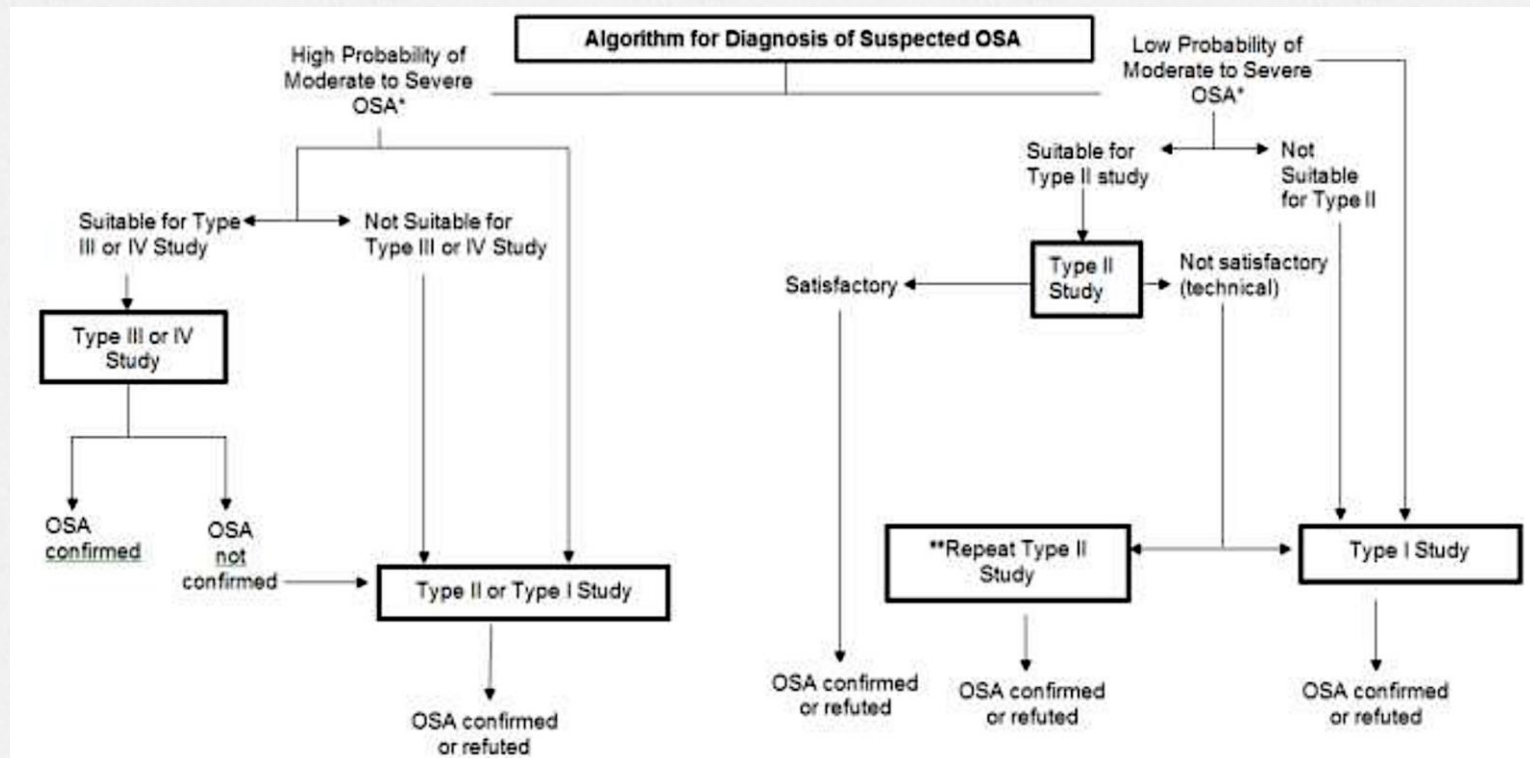 Algorithm for Diagnosis of Suspected OSA
High Probability of
Moderate to Severe
OSA*
Low Probability of
Moderate to Severe
OSA*
Suitable for Type
III or IV Study
Not Suitable for
Type III or IV Study
Type III or IV
Study
OSA
confirmed
OSA
not
confirmed
Type II or Type I Study
OSA confirmed
or refuted
Suitable for
Type II study
Not
Suitable
for Type II
Satisfactory
Type II
Study
Not satisfactory
(technical)
**Repeat Type II
Study
Type I Study
OSA confirmed
or refuted
OSA confirmed
or refuted
OSA confirmed
or refuted